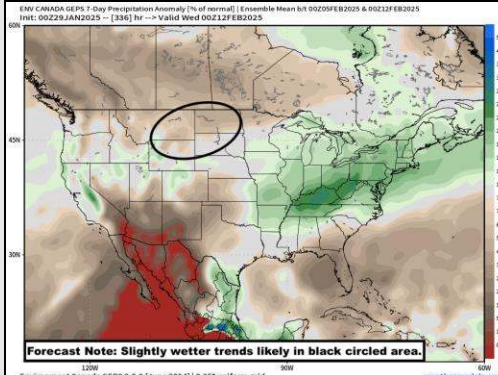 ENV CANADA GEPS 7-Day Precipitation Anomaly [% of normal] | Ensemble Mean b/t 00Z05FEB2025 & 00Z12FEB2025
Init: 00Z29JAN2025 -- [336] hr --> Valid Wed 00Z12FEB2025
60N
45N
30N
Forecast Note: Slightly wetter trends likely in black circled area.
120W
90W
60W